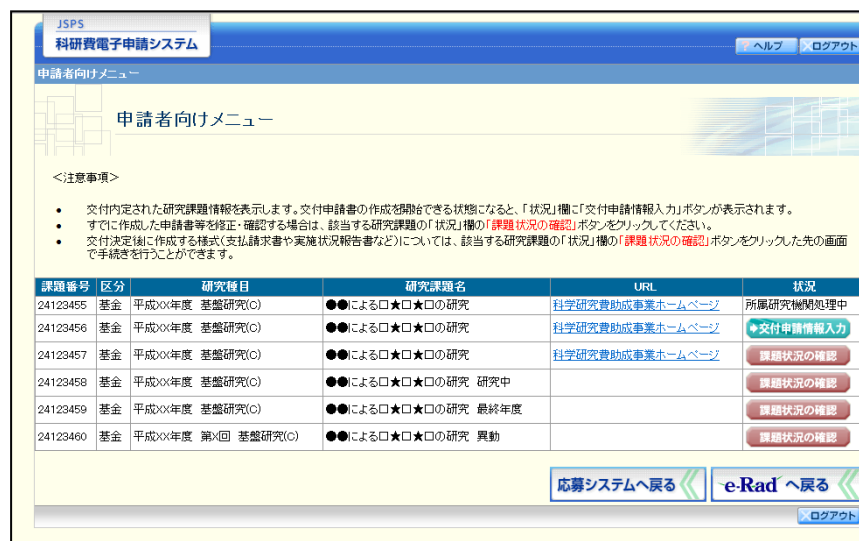 JSPS
科研費電子申請システム
? ヘルプ ×ログアウト
申請者向けメニュー
申請者向けメニュー
<注意事項>
• 交付内定された研究課題情報を表示します。交付申請書の作成を開始できる状態になると、「状況」欄に「交付申請情報入力」ボタンが表示されます。
• すでに作成した申請書等を修正・確認する場合は、該当する研究課題の「状況」欄の「課題状況の確認」ボタンをクリックしてください。
• 交付決定後に作成する様式(支払請求書や実施状況報告書など)については、該当する研究課題の「状況」欄の「課題状況の確認」ボタンをクリックした先の画面
で手続きを行うことができます。
課題番号 区分 研究種目 研究課題名 URL 状況
24123455 基金 平成XX年度 基盤研究(C) ●●による□★□★□の研究 科学研究費助成事業ホームページ 所属研究機関処理中
24123456 基金 平成XX年度 基盤研究(C) ●●による□★□★□の研究 科学研究費助成事業ホームページ 交付申請情報入力
24123457 基金 平成XX年度 基盤研究(C) ●●による□★□★□の研究 科学研究費助成事業ホームページ 課題状況の確認
24123458 基金 平成XX年度 基盤研究(C) ●●による□★□★□の研究 研究中 課題状況の確認
24123459 基金 平成XX年度 基盤研究(C) ●●による□★□★□の研究 最終年度 課題状況の確認
24123460 基金 平成XX年度 第X回 基盤研究(C) ●●による□★□★□の研究 異動 課題状況の確認
応募システムへ戻る e-Rad へ戻る
×ログアウト